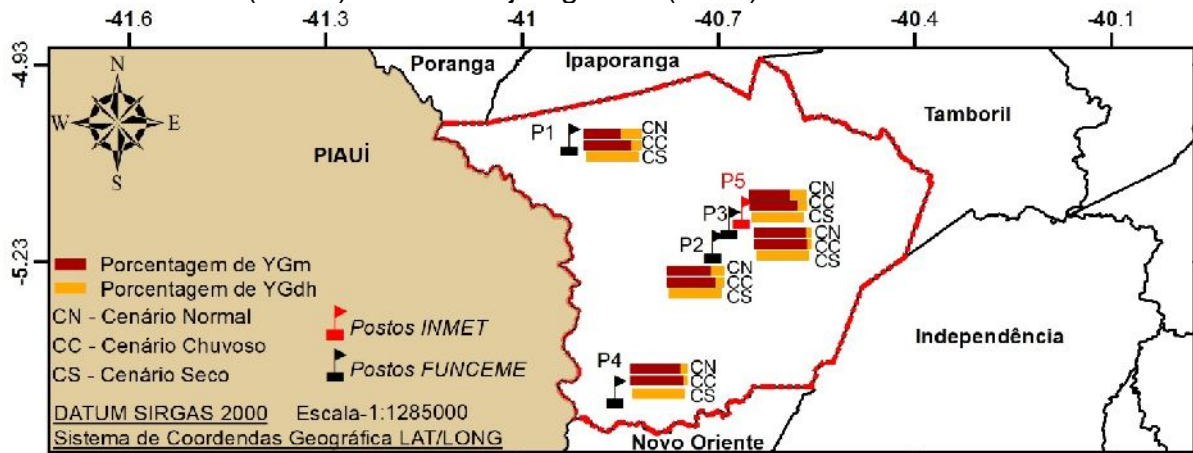 -41.6 -41.3 -41 -40.7 -40.4 -40.1
-4.93
-5.23
N
W E
S
Poranga
Ipaporanga
Tamboril
PIAUÍ
Independência
Novo Oriente
P1
CN
CC
CS
P5
CN
CC
CS
P3
CN
CC
CS
P2
CN
CC
CS
P4
CN
CC
CS
Porcentagem de YGm
Porcentagem de YGdh
CN - Cenário Normal
CC - Cenário Chuvoso
CS - Cenário Seco
Postos INMET
Postos FUNCEME
DATUM SIRGAS 2000 Escala-1:1285000
Sistema de Coordendas Geográfica LAT/LONG